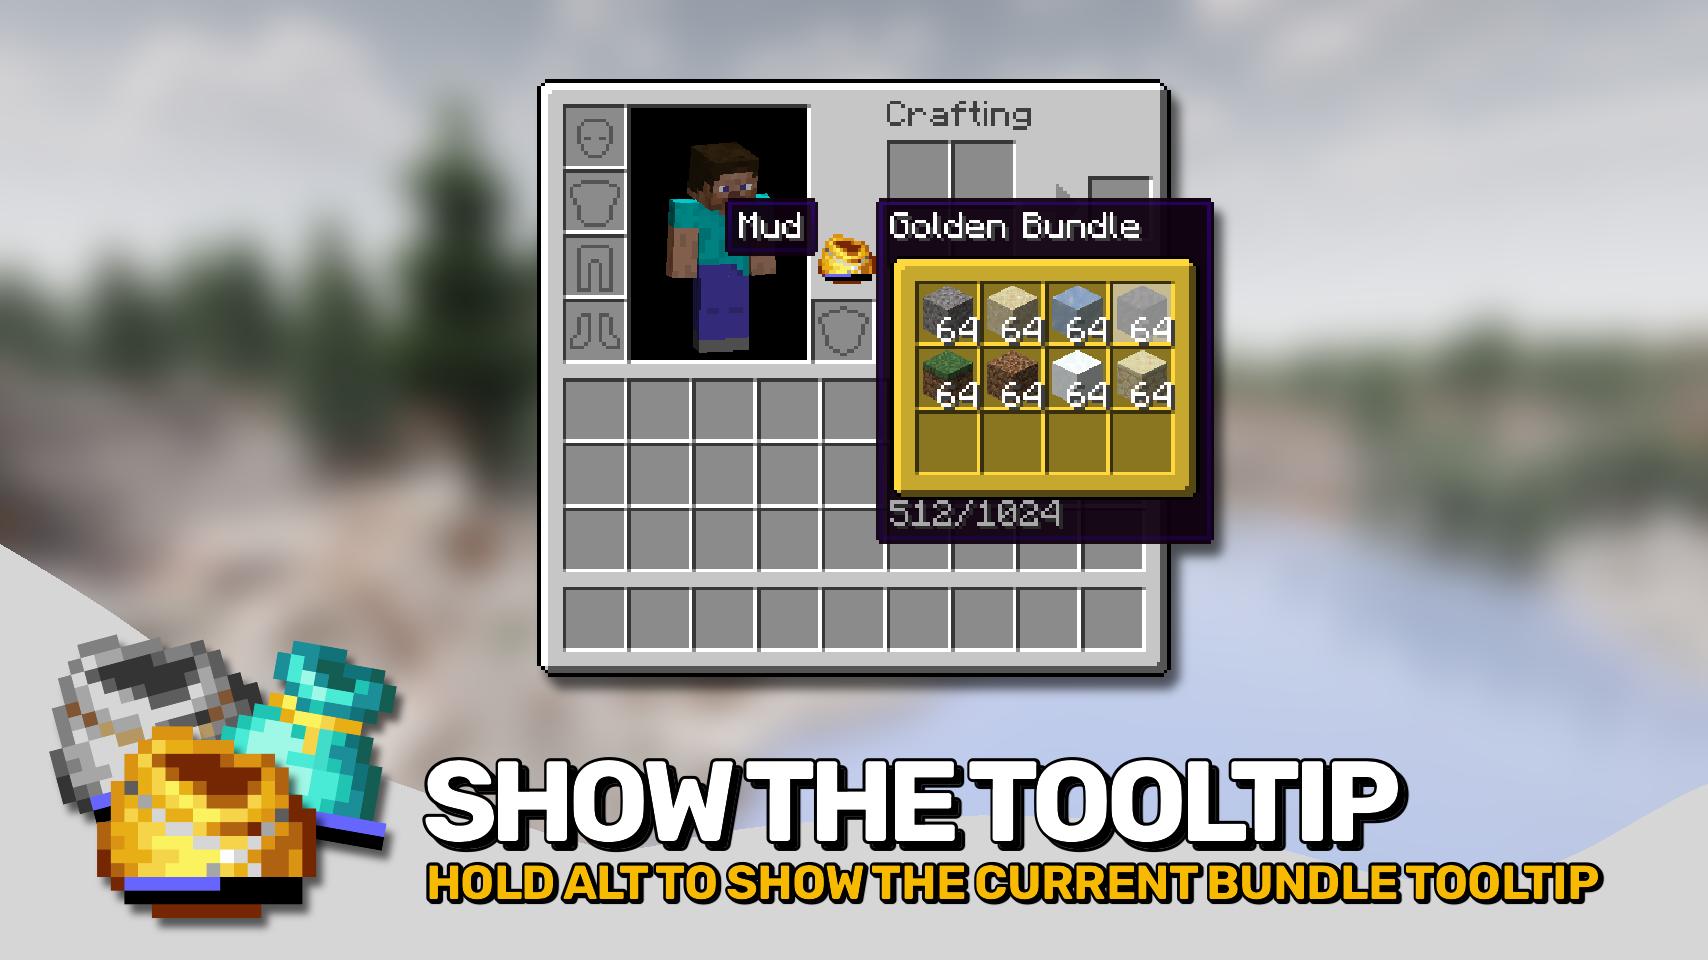 Crafting
Mud
Golden Bundle
64 64 64 64
64 64 64 64
512/1024
SHOW THE TOOLTIP
HOLD ALT TO SHOW THE CURRENT BUNDLE TOOLTIP